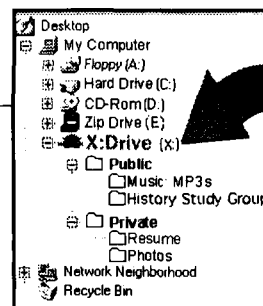 Desktop
My Computer
Floppy (A:)
Hard Drive (C:)
CD-Rom (D:)
Zip Drive (E)
X:Drive (X:)
Public
Music MP3s
History Study Group
Private
Resume
Photos
Network Neighborhood
Recycle Bin